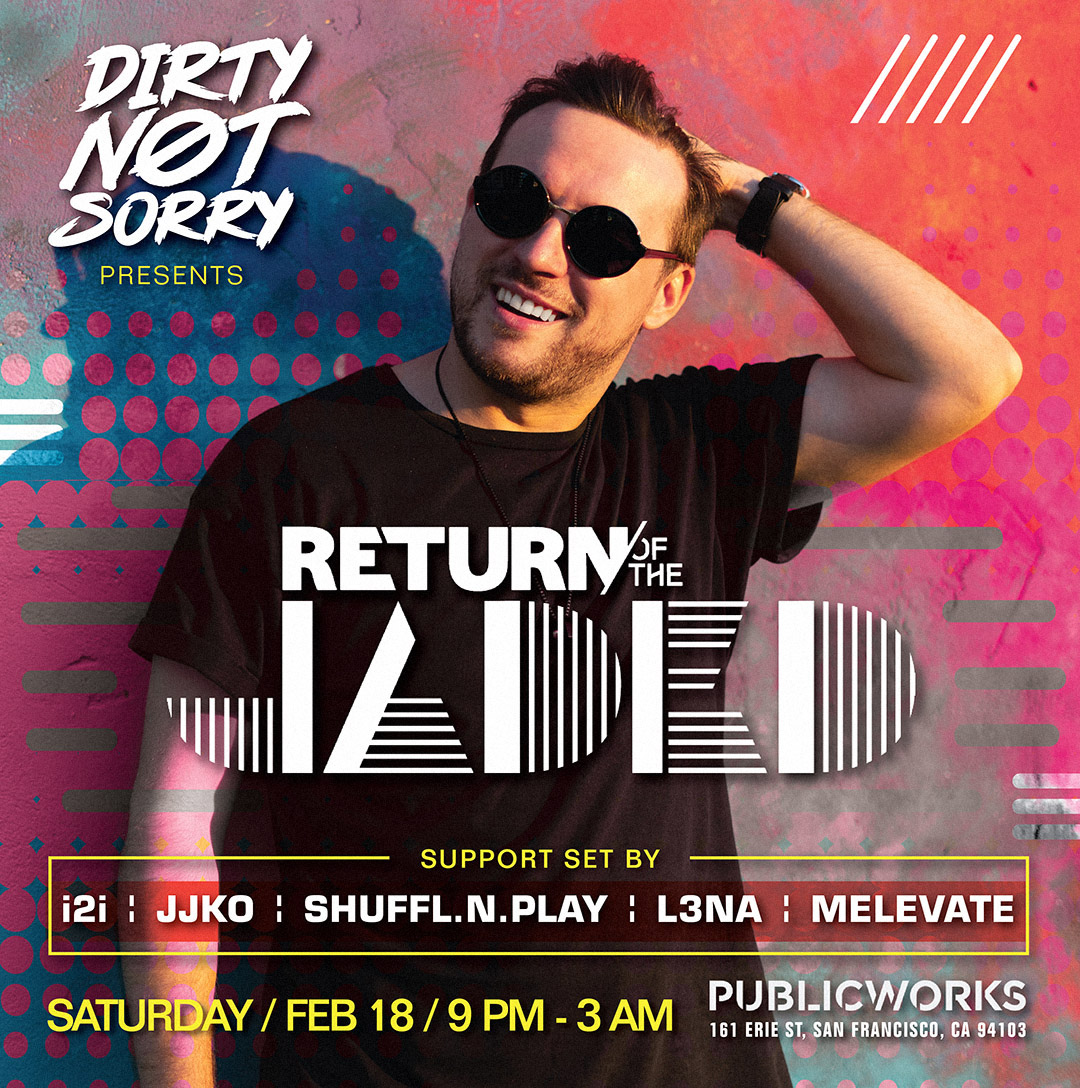 DIRTY
NØT
SORRY
PRESENTS
RETURN/OF
THE
JADED
SUPPORT SET BY
i2i ¦ JJKO ¦ SHUFFL.N.PLAY ¦ L3NA ¦ MELEVATE
SATURDAY / FEB 18 / 9 PM - 3 AM
PUBLICWORKS
161 ERIE ST, SAN FRANCISCO, CA 94103